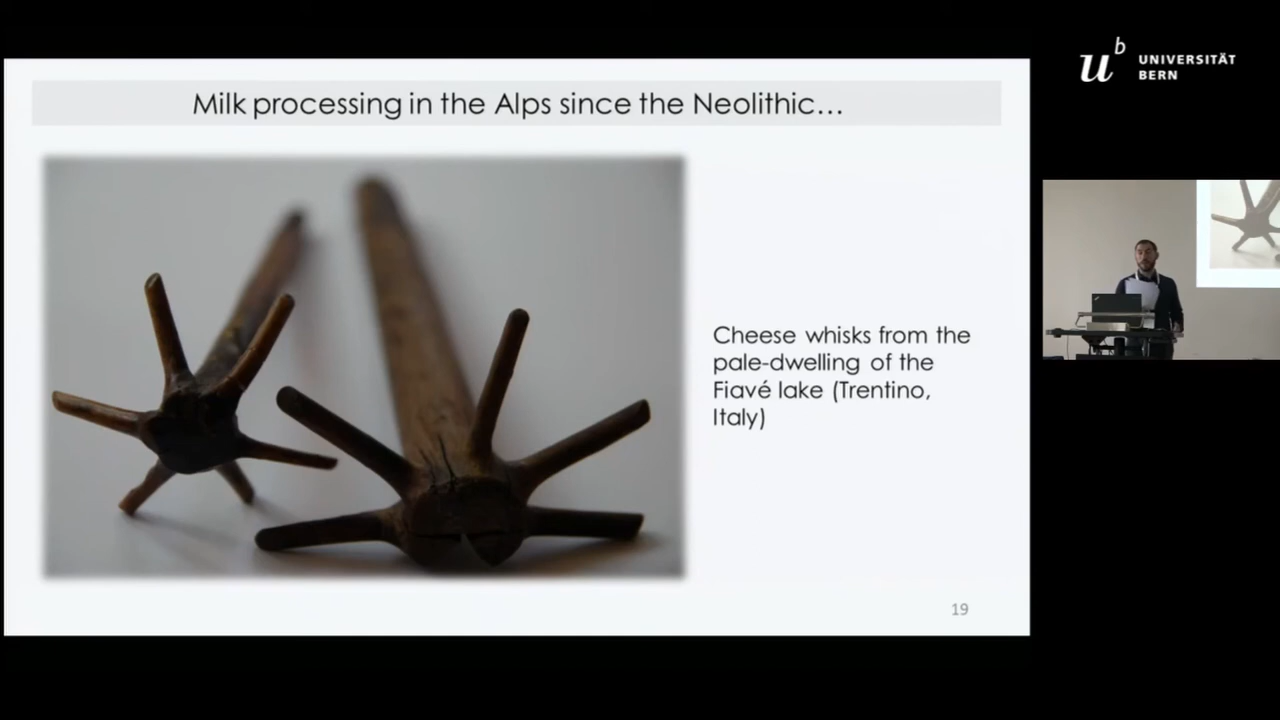 u
b
UNIVERSITÄT
BERN
Milk processing in the Alps since the Neolithic...
Cheese whisks from the
pale-dwelling of the
Fiavé lake (Trentino,
Italy)
19